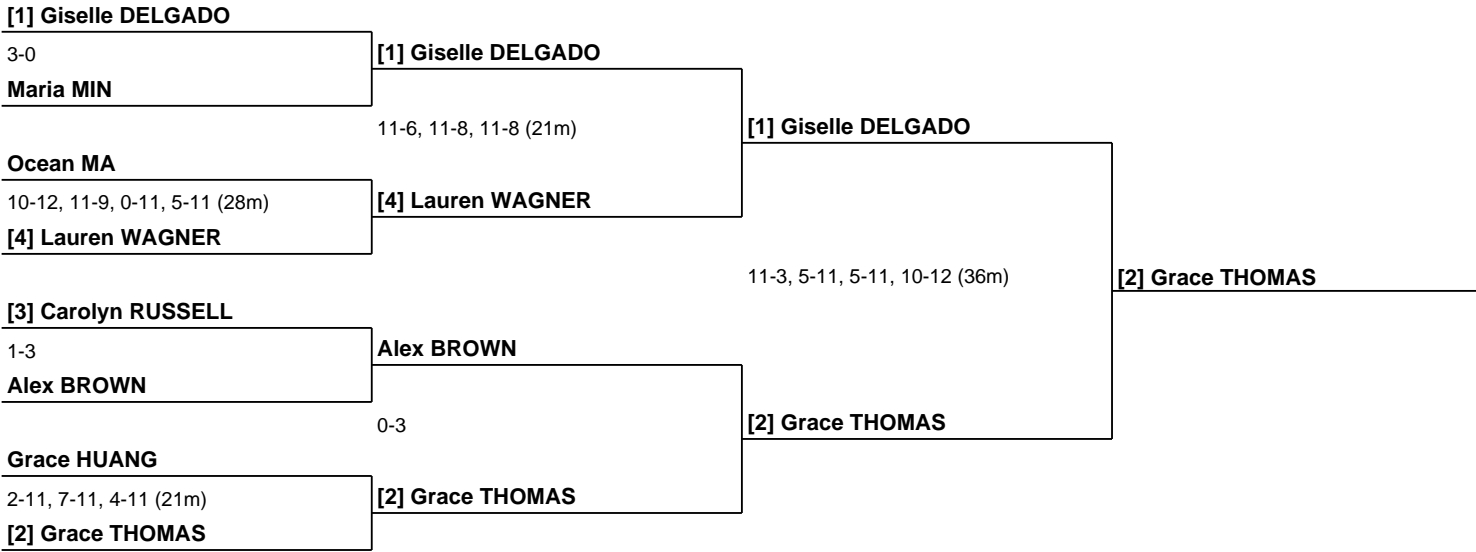 [1] Giselle DELGADO
3-0
[1] Giselle DELGADO
Maria MIN
11-6, 11-8, 11-8 (21m)
[1] Giselle DELGADO
Ocean MA
10-12, 11-9, 0-11, 5-11 (28m)
[4] Lauren WAGNER
[4] Lauren WAGNER
11-3, 5-11, 5-11, 10-12 (36m)
[2] Grace THOMAS
[3] Carolyn RUSSELL
1-3
Alex BROWN
Alex BROWN
0-3
[2] Grace THOMAS
Grace HUANG
2-11, 7-11, 4-11 (21m)
[2] Grace THOMAS
[2] Grace THOMAS